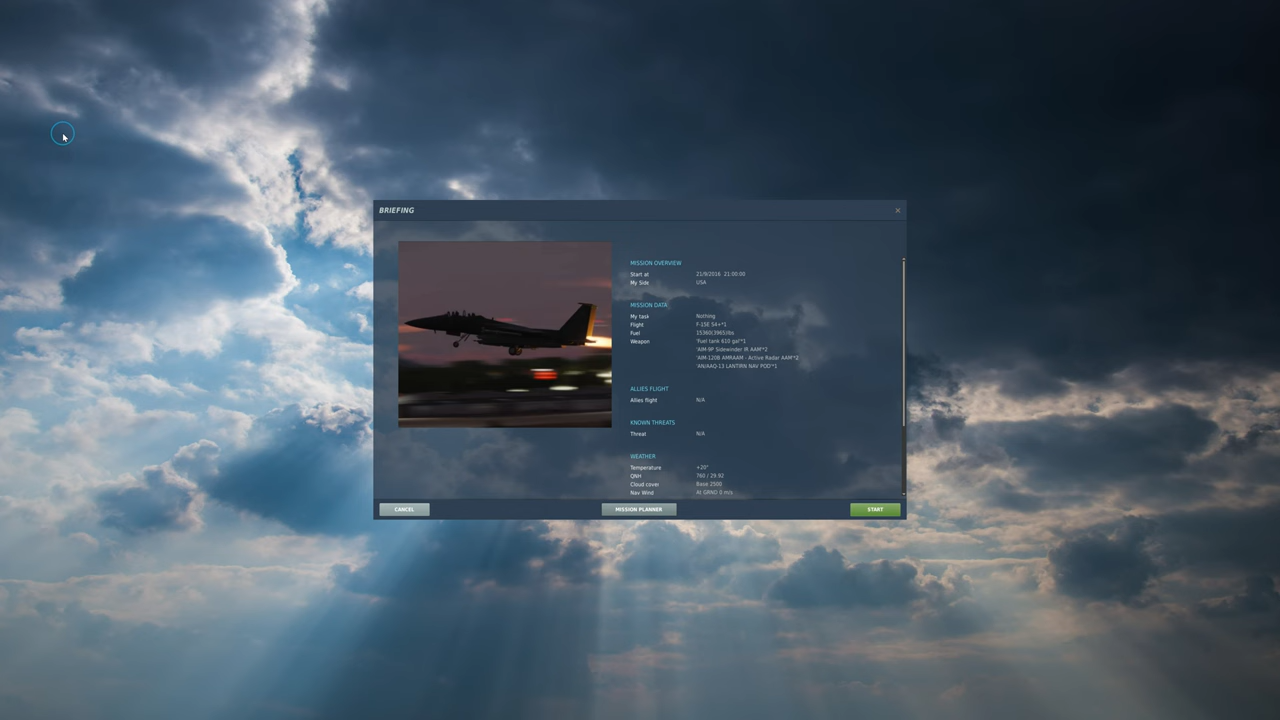 BRIEFING
MISSION OVERVIEW
Start at 21/9/2016 21:00:00
My Side USA
MISSION DATA
My task Nothing
Flight F-15E S4+*1
Fuel 15360(3965)lbs
Weapon 'Fuel tank 610 gal'*1
'AIM-9P Sidewinder IR AAM'*2
'AIM-120B AMRAAM - Active Radar AAM'*2
'AN/AAQ-13 LANTIRN NAV POD'*1
ALLIES FLIGHT
Allies flight N/A
KNOWN THREATS
Threat N/A
WEATHER
Temperature +20°
QNH 760 / 29.92
Cloud cover Base 2500
Nav Wind At GRND 0 m/s
CANCEL MISSION PLANNER START